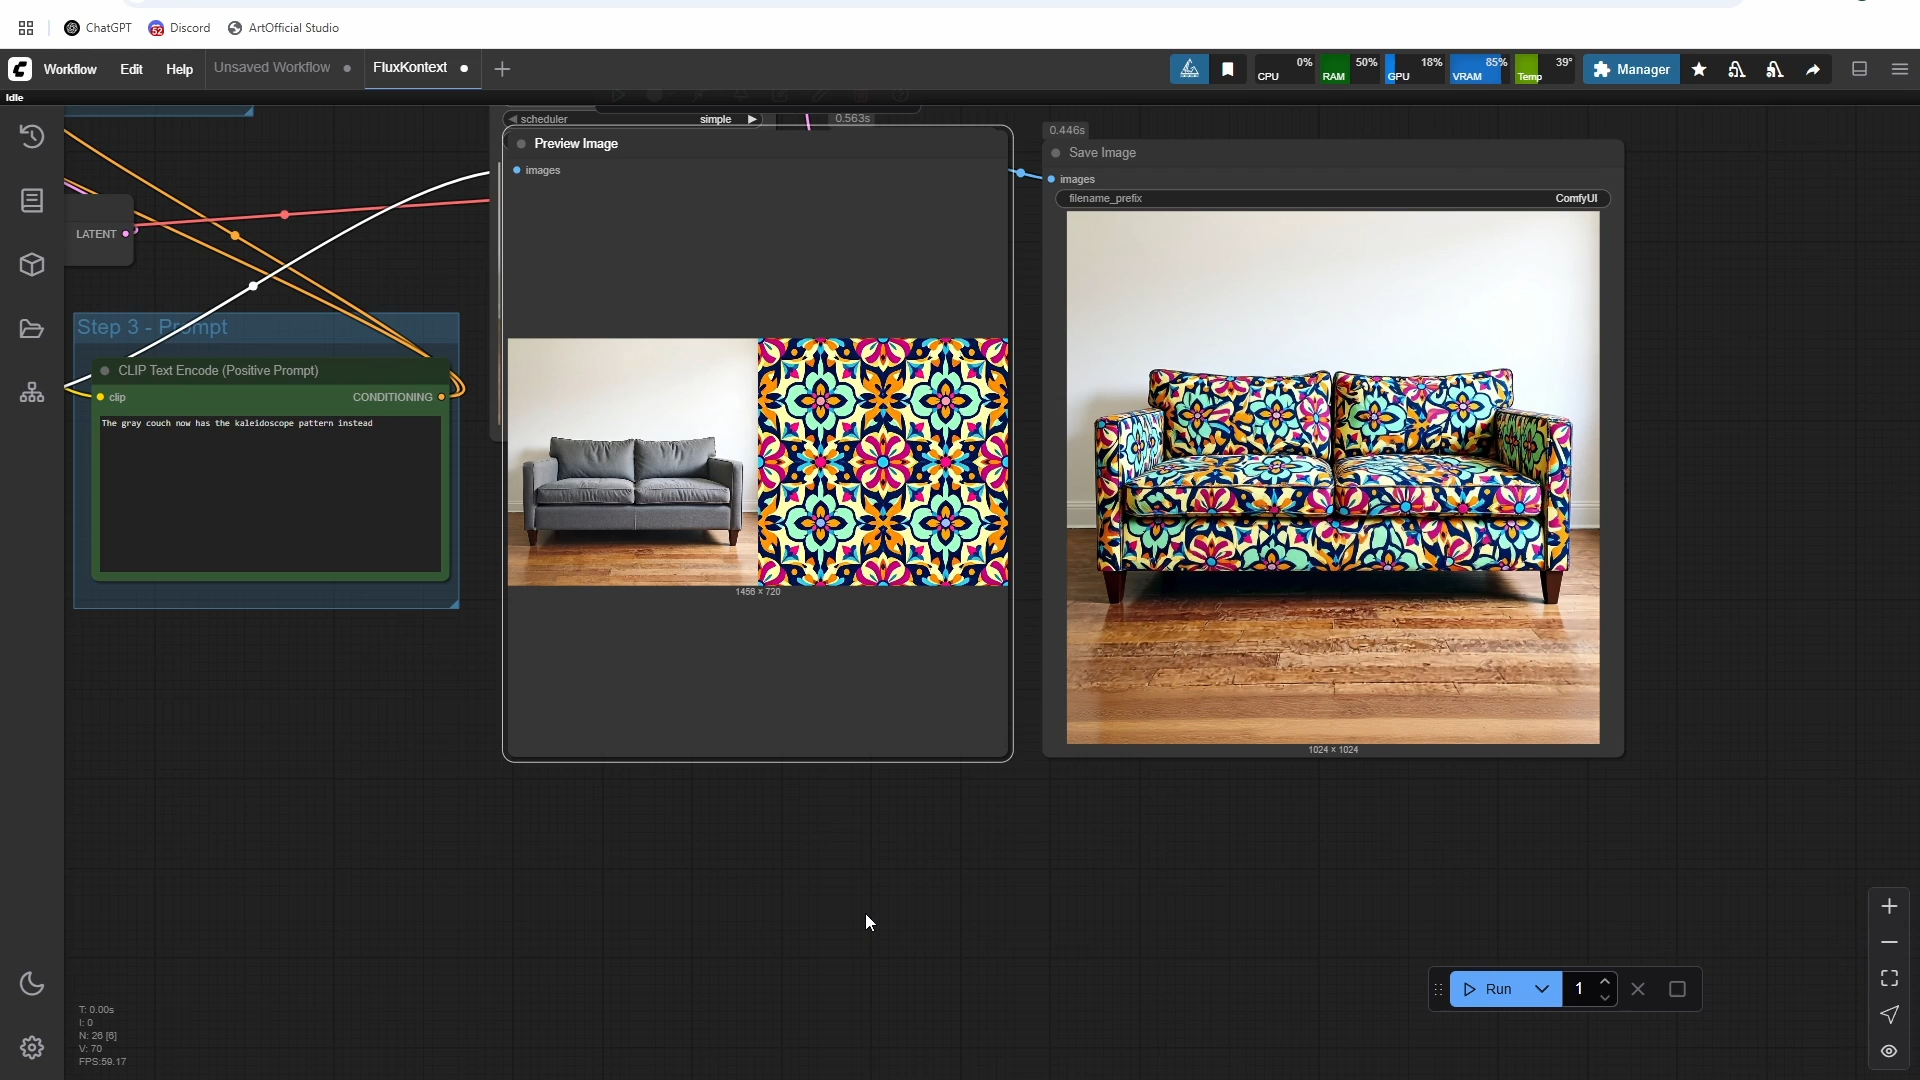 ChatGPT
Discord
ArtOfficial Studio
Workflow
Edit
Help
Unsaved Workflow
FluxKontext
CPU 0%
RAM 50%
GPU 18%
VRAM 85%
Temp 39°
Manager
Idle
scheduler simple
0.563s
Preview Image
images
1456 × 720
0.446s
Save Image
images
filename_prefix ComfyUI
1024 × 1024
LATENT
Step 3 - Prompt
CLIP Text Encode (Positive Prompt)
clip
CONDITIONING
The gray couch now has the kaleidoscope pattern instead
Run
1
T: 0.00s
I: 0
N: 26 [6]
V: 70
FPS:59.17